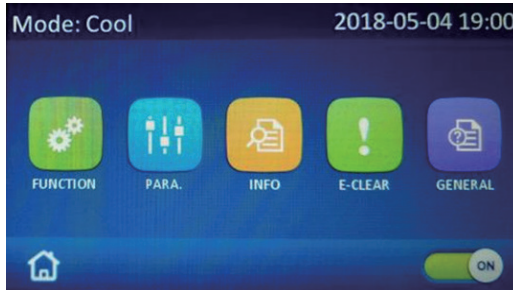 Mode: Cool 2018-05-04 19:00
FUNCTION PARA. INFO E-CLEAR GENERAL
ON